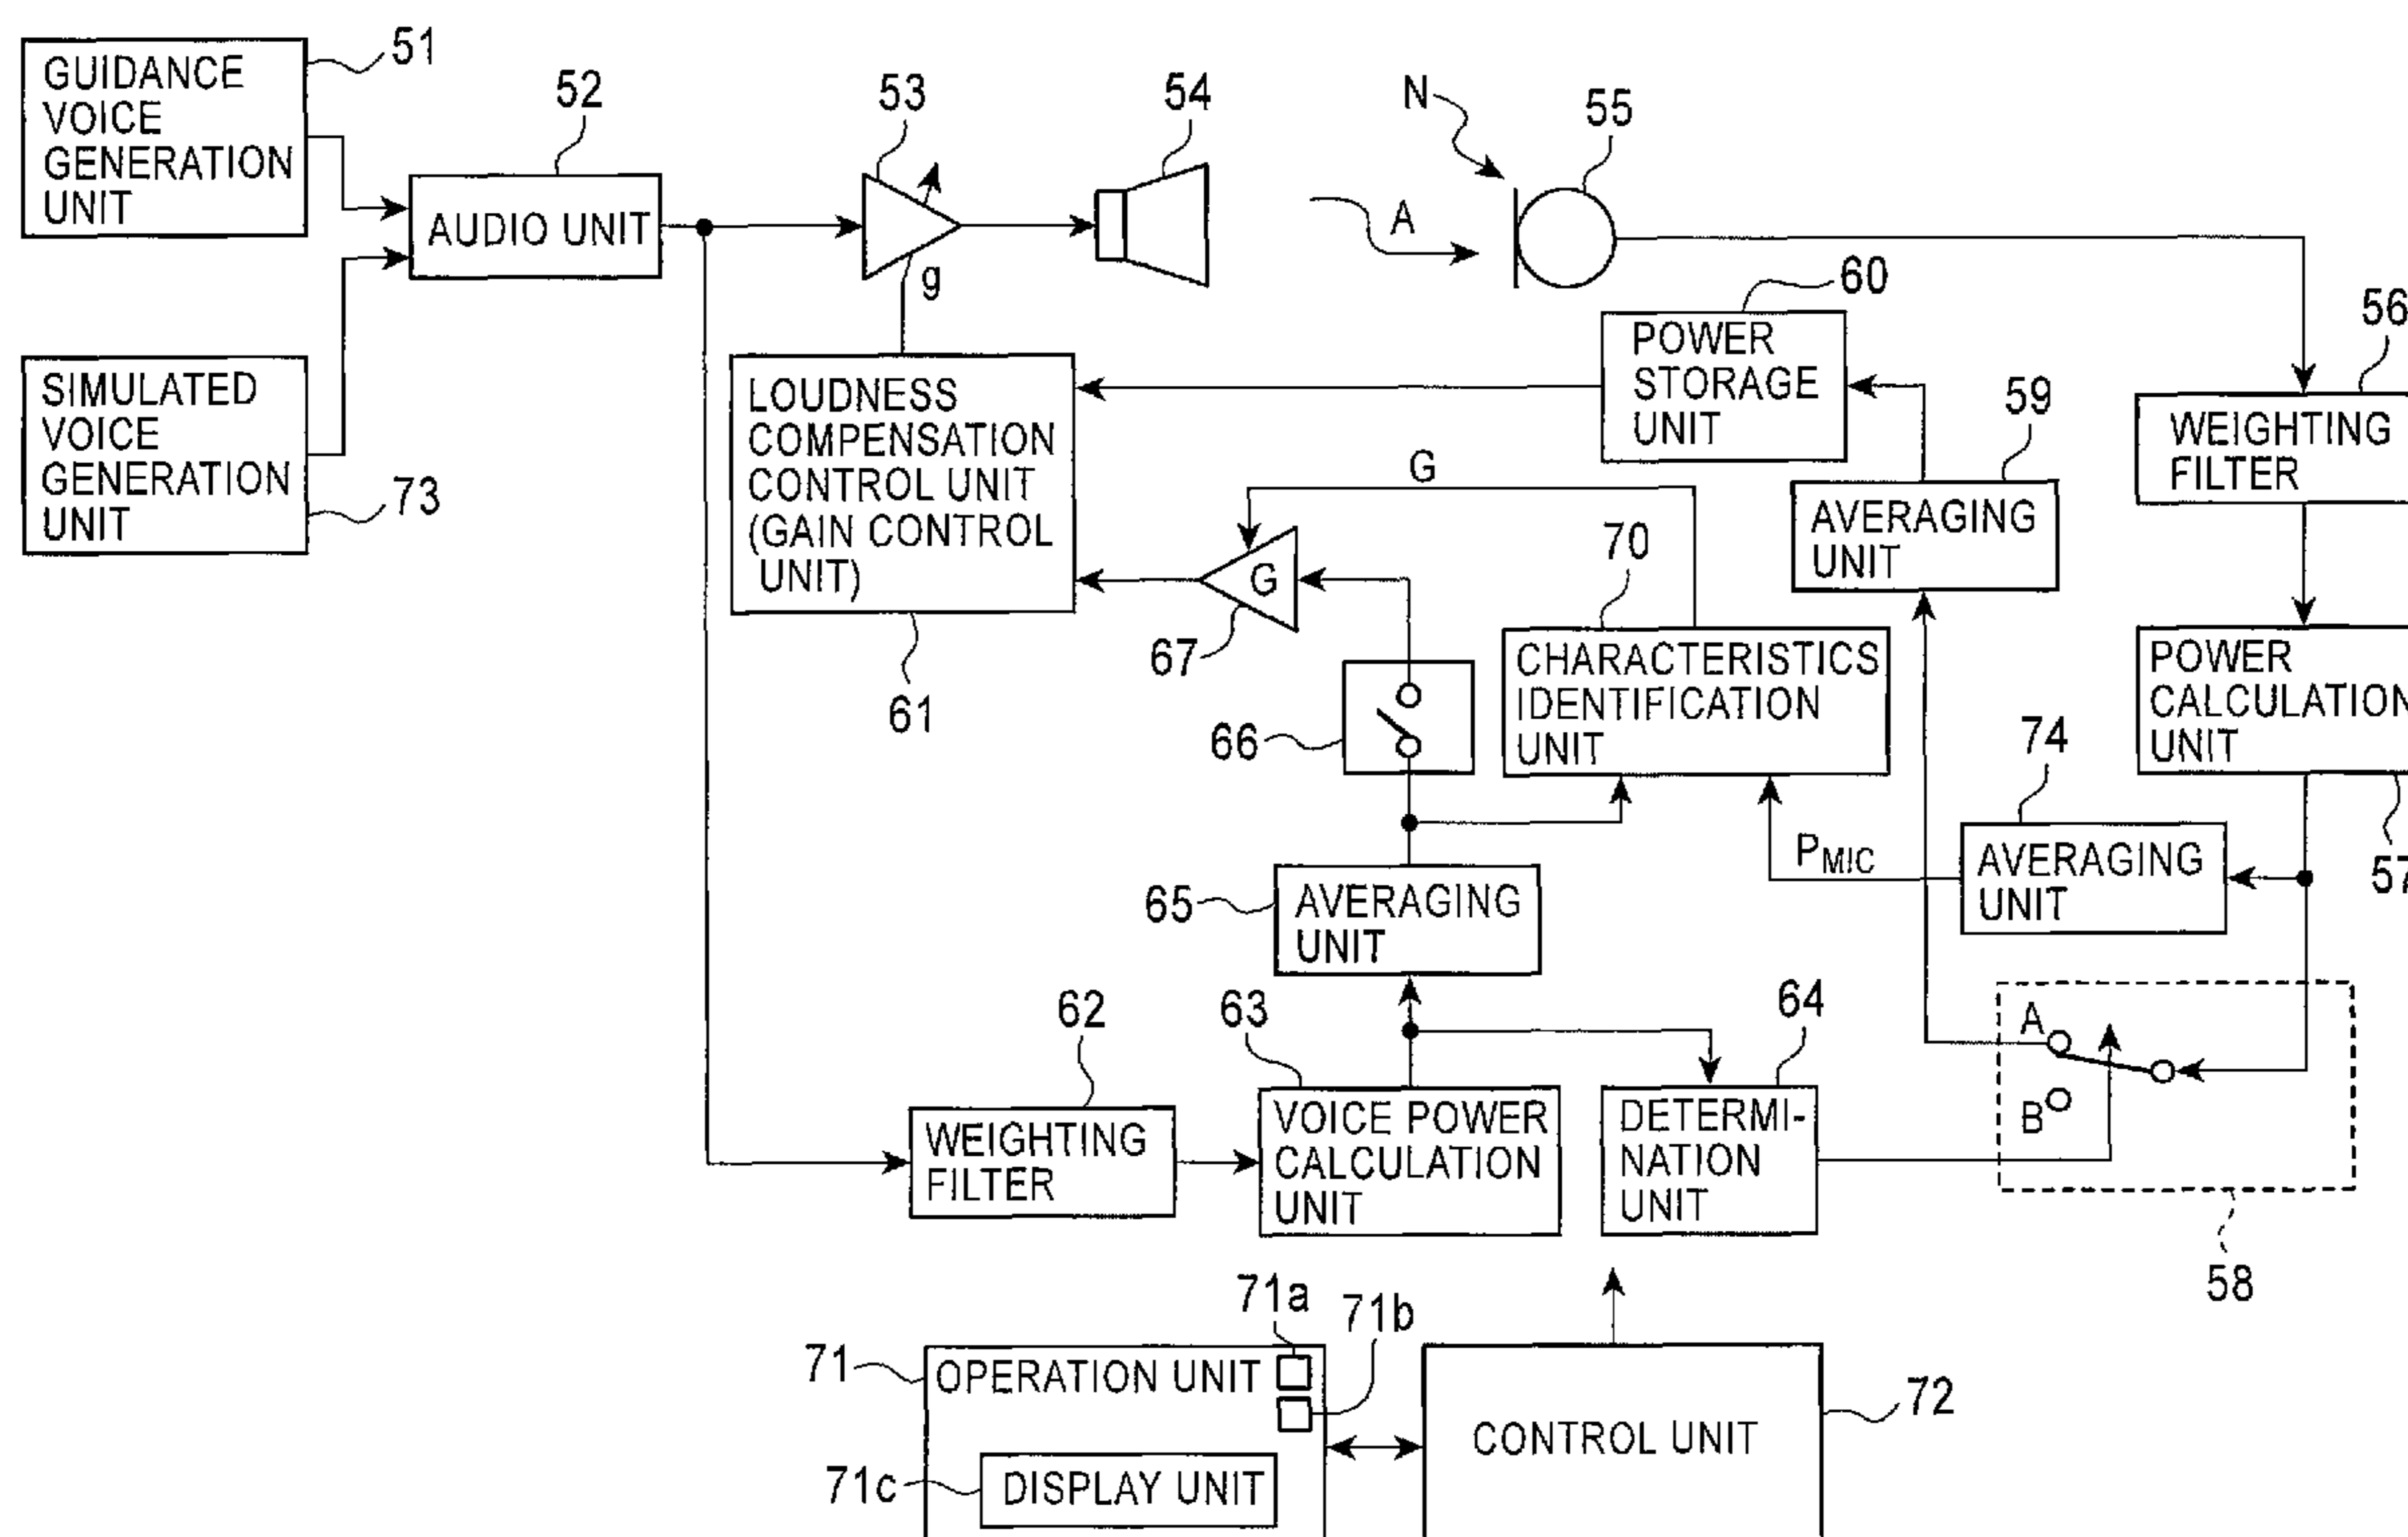 51
GUIDANCE
VOICE
GENERATION
UNIT
52
AUDIO UNIT
53
g
54
N
A
55
56
WEIGHTING
FILTER
60
POWER
STORAGE
UNIT
59
AVERAGING
UNIT
SIMULATED
VOICE
GENERATION
UNIT
73
LOUDNESS
COMPENSATION
CONTROL UNIT
(GAIN CONTROL
UNIT)
61
G
G
67
66
70
CHARACTERISTICS
IDENTIFICATION
UNIT
POWER
CALCULATION
UNIT
57
74
AVERAGING
UNIT
PMIC
65
AVERAGING
UNIT
62
WEIGHTING
FILTER
63
VOICE POWER
CALCULATION
UNIT
64
DETERMI-
NATION
UNIT
A
B
58
71
OPERATION UNIT
71a
71b
71c
DISPLAY UNIT
CONTROL UNIT
72